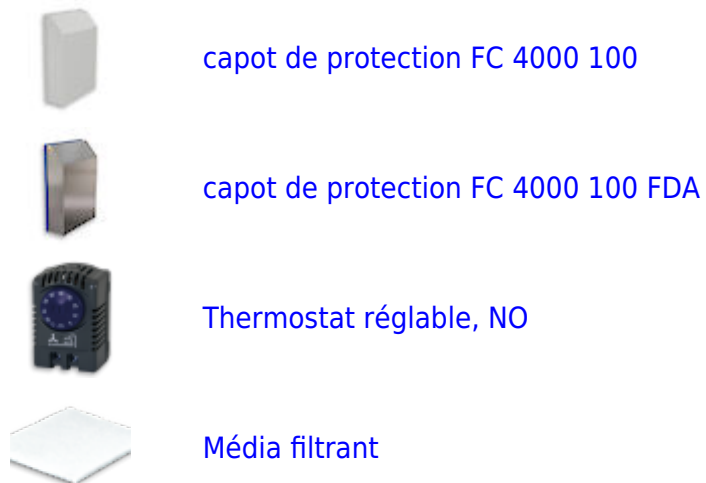 capot de protection FC 4000 100
capot de protection FC 4000 100 FDA
Thermostat réglable, NO
Média filtrant